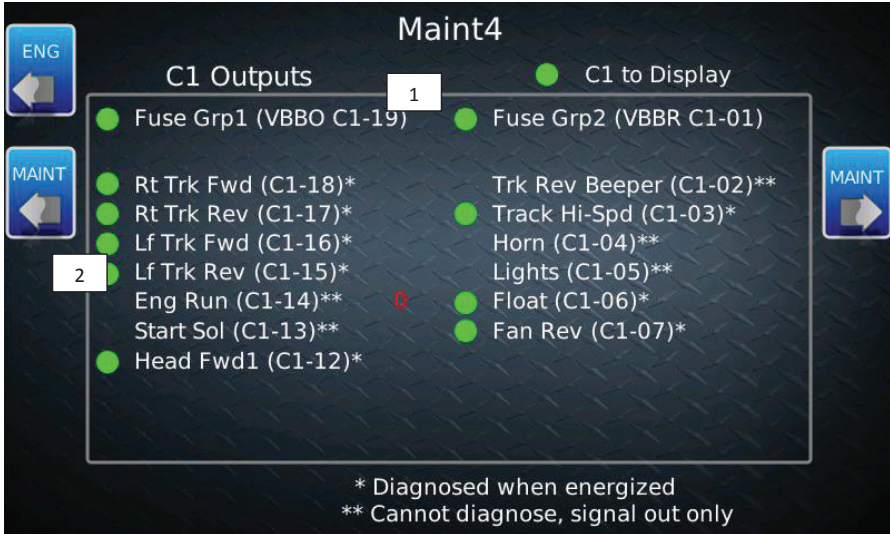 Maint4
ENG
C1 Outputs
C1 to Display
1
Fuse Grp1 (VBBO C1-19)
Fuse Grp2 (VBBR C1-01)
MAINT
MAINT
Rt Trk Fwd (C1-18)*
Trk Rev Beeper (C1-02)**
Rt Trk Rev (C1-17)*
Track Hi-Spd (C1-03)*
Lf Trk Fwd (C1-16)*
Horn (C1-04)**
2
Lf Trk Rev (C1-15)*
Lights (C1-05)**
Eng Run (C1-14)**
0
Float (C1-06)*
Start Sol (C1-13)**
Fan Rev (C1-07)*
Head Fwd1 (C1-12)*
* Diagnosed when energized
** Cannot diagnose, signal out only